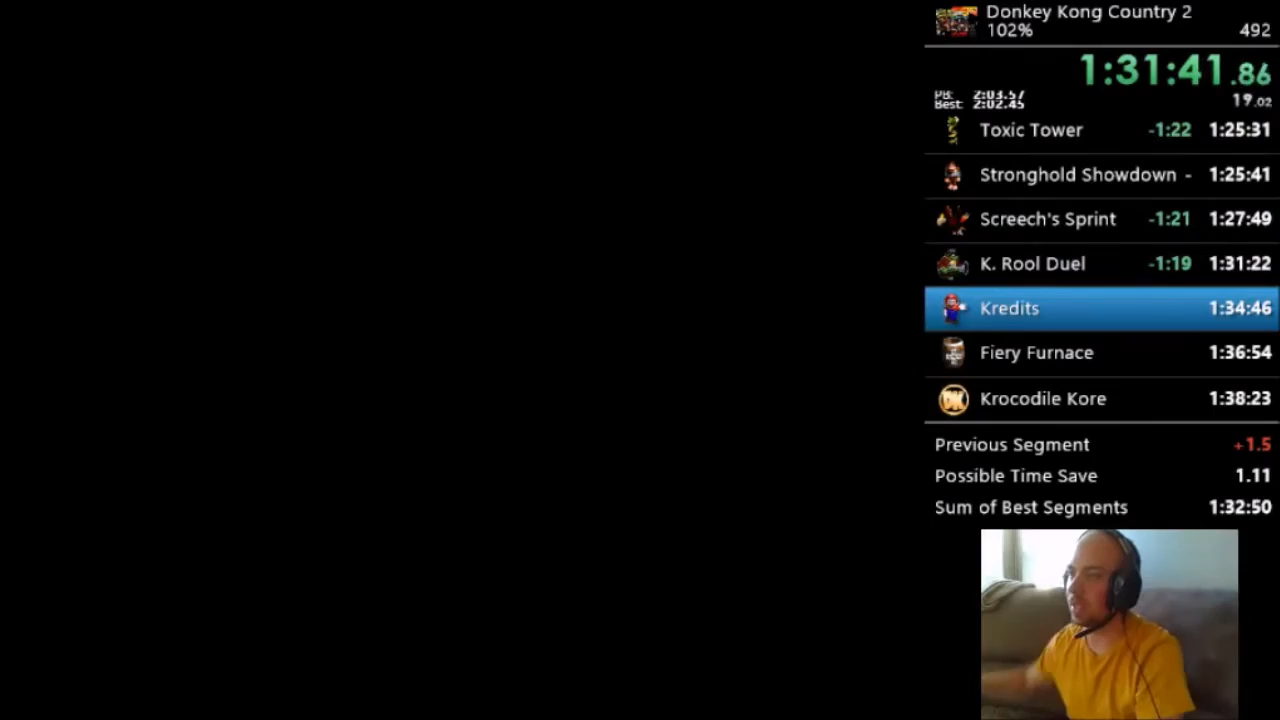 Donkey Kong Country 2
102% 492
1:31:41.86
PB: 2:03.57
Best: 2:02.45 19.02
Toxic Tower -1:22 1:25:31
Stronghold Showdown - 1:25:41
Screech's Sprint -1:21 1:27:49
K. Rool Duel -1:19 1:31:22
Kredits 1:34:46
Fiery Furnace 1:36:54
Krocodile Kore 1:38:23
Previous Segment +1.5
Possible Time Save 1.11
Sum of Best Segments 1:32:50